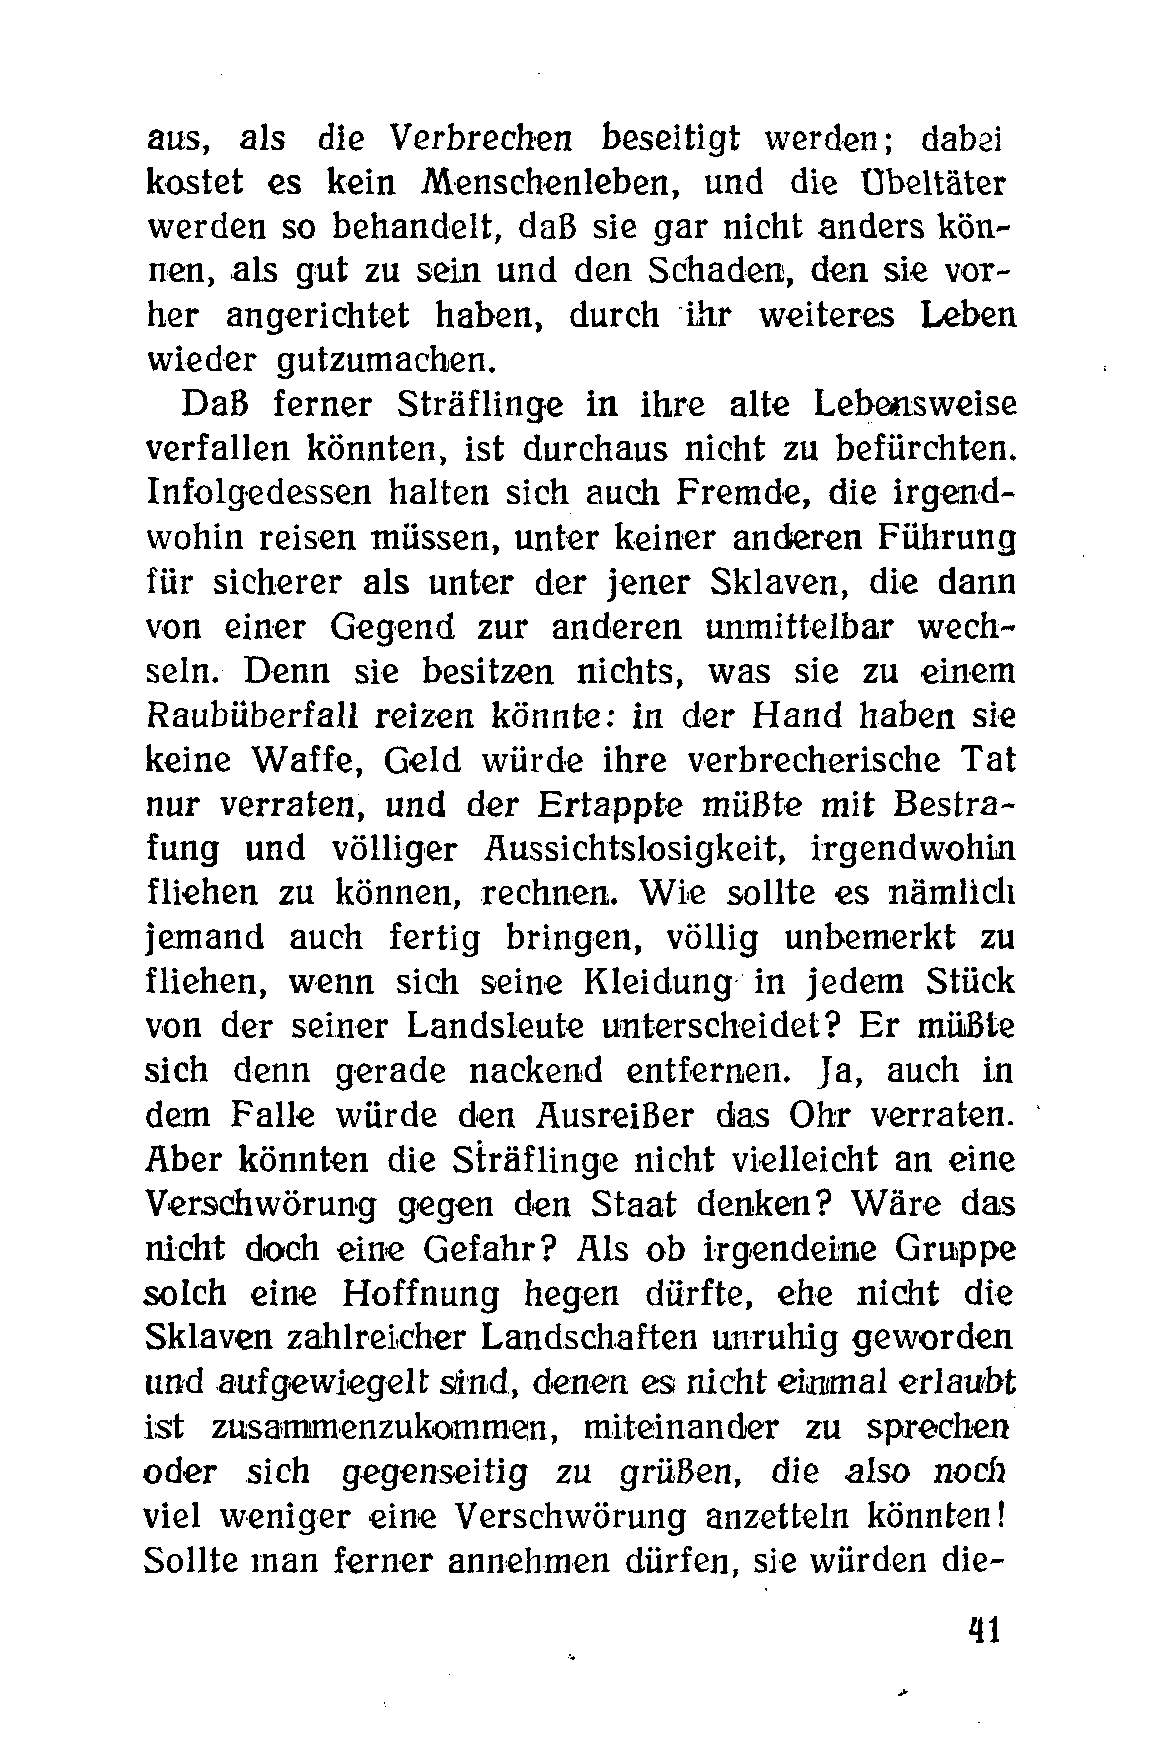 aus, als die Verbrechen beseitigt werden; dabei
kostet es kein Menschenleben, und die Übeltäter
werden so behandelt, daß sie gar nicht anders kön-
nen, als gut zu sein und den Schaden, den sie vor-
her angerichtet haben, durch ihr weiteres Leben
wieder gutzumachen.
Daß ferner Sträflinge in ihre alte Lebensweise
verfallen könnten, ist durchaus nicht zu befürchten.
Infolgedessen halten sich auch Fremde, die irgend-
wohin reisen müssen, unter keiner anderen Führung
für sicherer als unter der jener Sklaven, die dann
von einer Gegend zur anderen unmittelbar wech-
seln. Denn sie besitzen nichts, was sie zu einem
Raubüberfall reizen könnte: in der Hand haben sie
keine Waffe, Geld würde ihre verbrecherische Tat
nur verraten, und der Ertappte müßte mit Bestra-
fung und völliger Aussichtslosigkeit, irgendwohin
fliehen zu können, rechnen. Wie sollte es nämlich
jemand auch fertig bringen, völlig unbemerkt zu
fliehen, wenn sich seine Kleidung in jedem Stück
von der seiner Landsleute unterscheidet? Er müßte
sich denn gerade nackend entfernen. Ja, auch in
dem Falle würde den Ausreißer das Ohr verraten.
Aber könnten die Sträflinge nicht vielleicht an eine
Verschwörung gegen den Staat denken? Wäre das
nicht doch eine Gefahr? Als ob irgendeine Gruppe
solch eine Hoffnung hegen dürfte, ehe nicht die
Sklaven zahlreicher Landschaften unruhig geworden
und aufgewiegelt sind, denen es nicht einmal erlaubt
ist zusammenzukommen, miteinander zu sprechen
oder sich gegenseitig zu grüßen, die also noch
viel weniger eine Verschwörung anzetteln könnten!
Sollte man ferner annehmen dürfen, sie würden die-
41